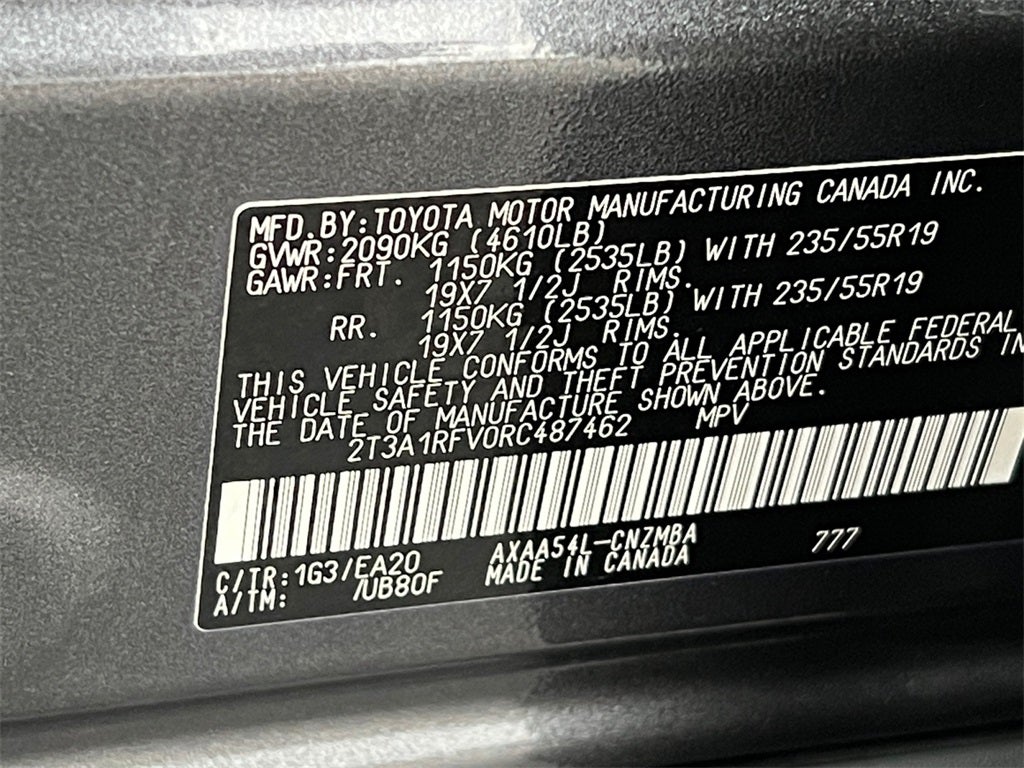 MFD.BY:TOYOTA MOTOR MANUFACTURING CANADA INC.
GVWR:2090KG (4610LB)
GAWR:FRT. 1150KG (2535LB) WITH 235/55R19
19X7 1/2J RIMS.
RR. 1150KG (2535LB) WITH 235/55R19
19X7 1/2J RIMS.
THIS VEHICLE CONFORMS TO ALL APPLICABLE FEDERAL
VEHICLE SAFETY AND THEFT PREVENTION STANDARDS IN
THE DATE OF MANUFACTURE SHOWN ABOVE.
2T3A1RFV0RC487462 MPV
C/TR:1G3/EA20 AXAA54L-CNZMBA 777
A/TM: /UB80F MADE IN CANADA